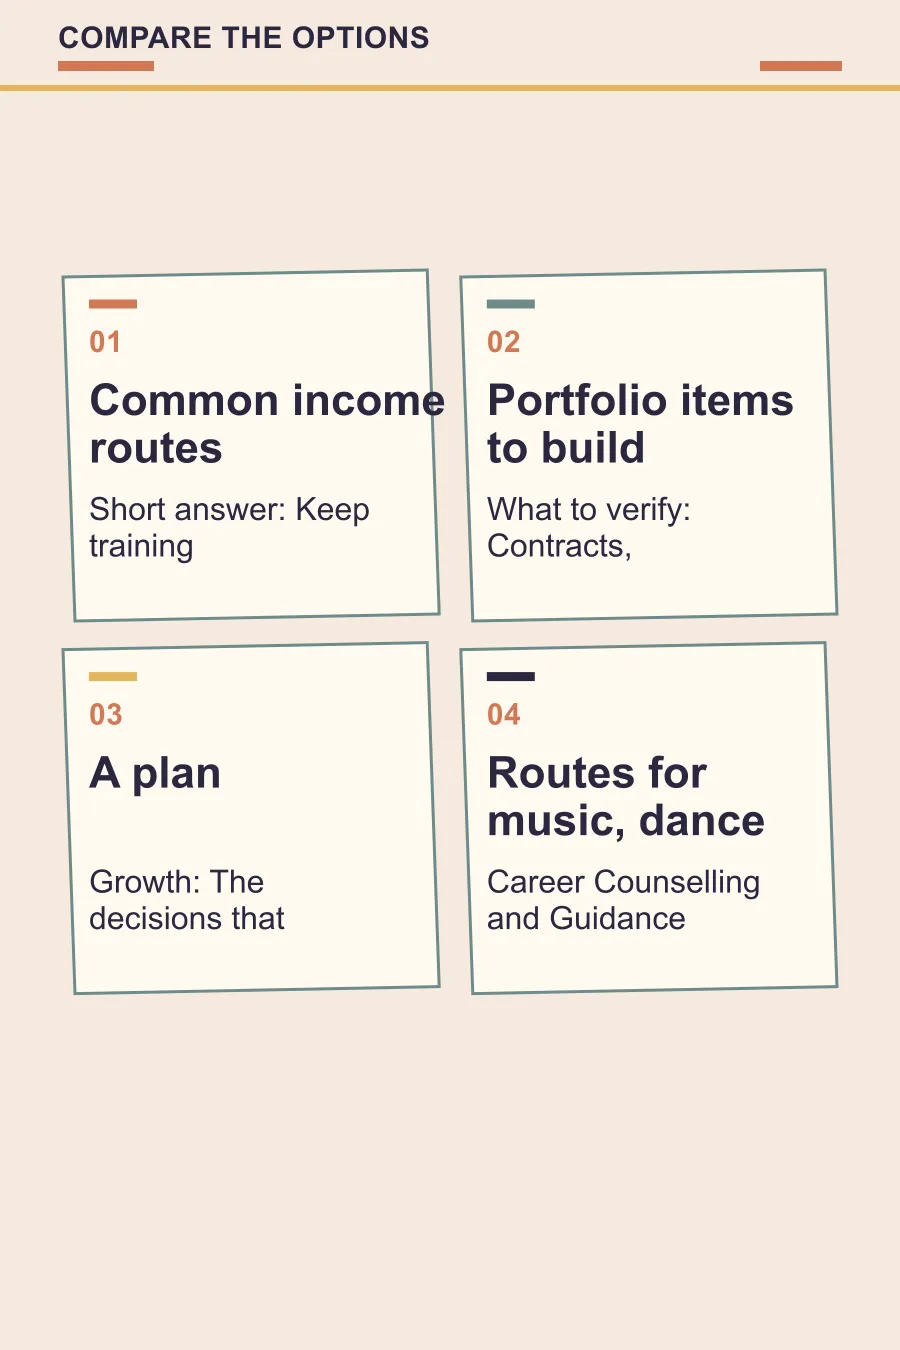 COMPARE THE OPTIONS
01
Common income
routes
Short answer: Keep
training
02
Portfolio items
to build
What to verify:
Contracts,
03
A plan
Growth: The
decisions that
04
Routes for
music, dance
Career Counselling
and Guidance